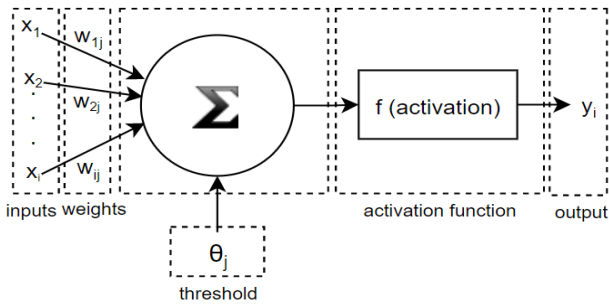 x1 w1j
x2 w2j
.
.
.
xi wij
Σ
f (activation)
yi
inputs weights
activation function
output
θj
threshold